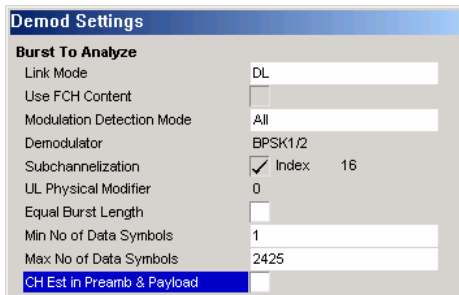 Demod Settings
Burst To Analyze
Link Mode DL
Use FCH Content
Modulation Detection Mode All
Demodulator BPSK1/2
Subchannelization Index 16
UL Physical Modifier 0
Equal Burst Length
Min No of Data Symbols 1
Max No of Data Symbols 2425
CH Est in Preamb & Payload